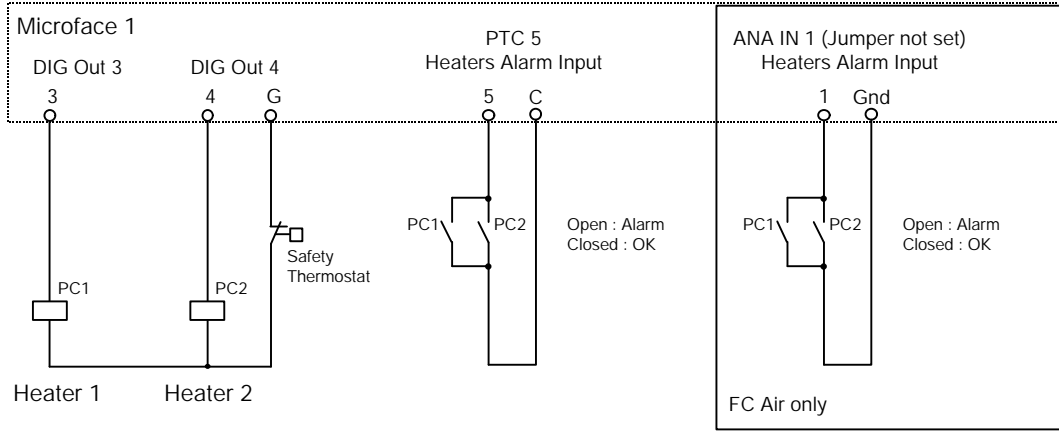 Microface 1
DIG Out 3
DIG Out 4
PTC 5
Heaters Alarm Input
ANA IN 1 (Jumper not set)
Heaters Alarm Input
3
4
G
5
C
1
Gnd
PC1
PC2
Open : Alarm
Closed : OK
PC1
PC2
Open : Alarm
Closed : OK
Safety
Thermostat
PC1
PC2
Heater 1
Heater 2
FC Air only